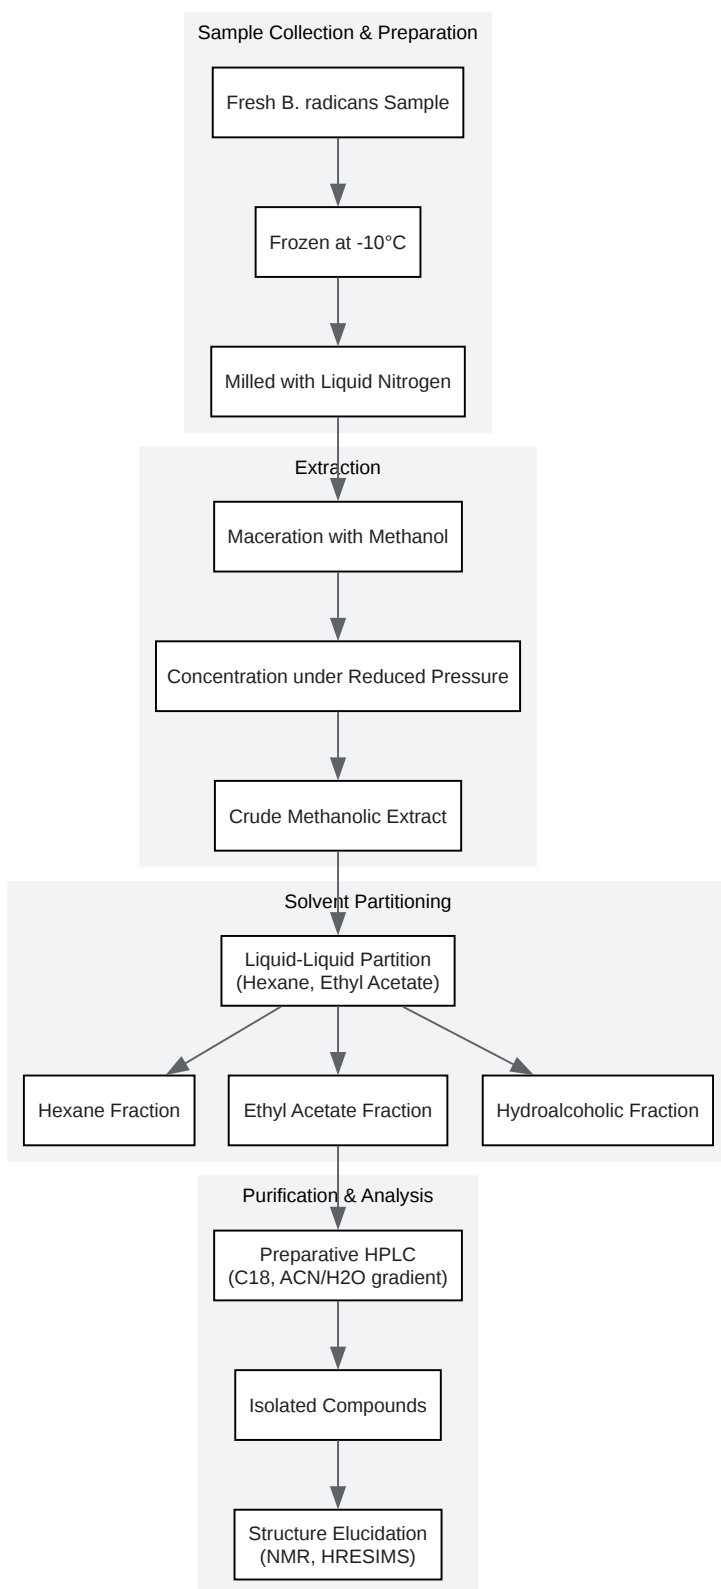 Sample Collection & Preparation
Fresh B. radicans Sample
Frozen at -10°C
Milled with Liquid Nitrogen
Extraction
Maceration with Methanol
Concentration under Reduced Pressure
Crude Methanolic Extract
Solvent Partitioning
Liquid-Liquid Partition
(Hexane, Ethyl Acetate)
Hexane Fraction
Ethyl Acetate Fraction
Hydroalcoholic Fraction
Purification & Analysis
Preparative HPLC
(C18, ACN/H2O gradient)
Isolated Compounds
Structure Elucidation
(NMR, HRESIMS)